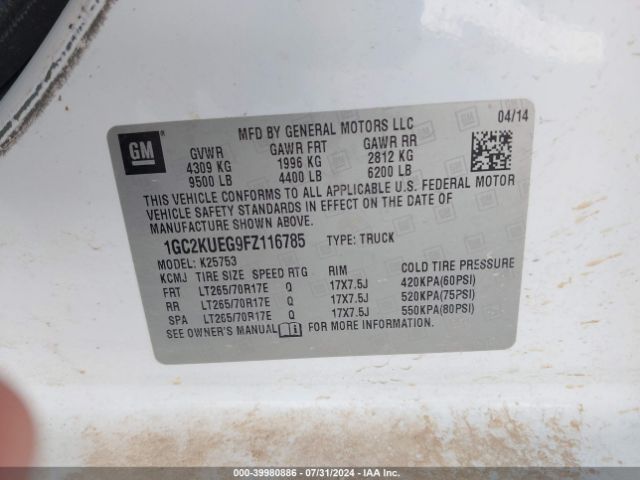 GM
MFD BY GENERAL MOTORS LLC 04/14
GVWR GAWR FRT GAWR RR
4309 KG 1996 KG 2812 KG
9500 LB 4400 LB 6200 LB
THIS VEHICLE CONFORMS TO ALL APPLICABLE U.S. FEDERAL MOTOR
VEHICLE SAFETY STANDARDS IN EFFECT ON THE DATE OF
MANUFACTURE SHOWN ABOVE.
1GC2KUEG9FZ116785 TYPE: TRUCK
MODEL: K25753
KCMJ TIRE SIZE SPEED RTG RIM COLD TIRE PRESSURE
FRT LT265/70R17E Q 17X7.5J 420KPA(60PSI)
RR LT265/70R17E Q 17X7.5J 520KPA(75PSI)
SPA LT265/70R17E Q 17X7.5J 550KPA(80PSI)
SEE OWNER'S MANUAL FOR MORE INFORMATION.
000-39980886 - 07/31/2024 - IAA Inc.